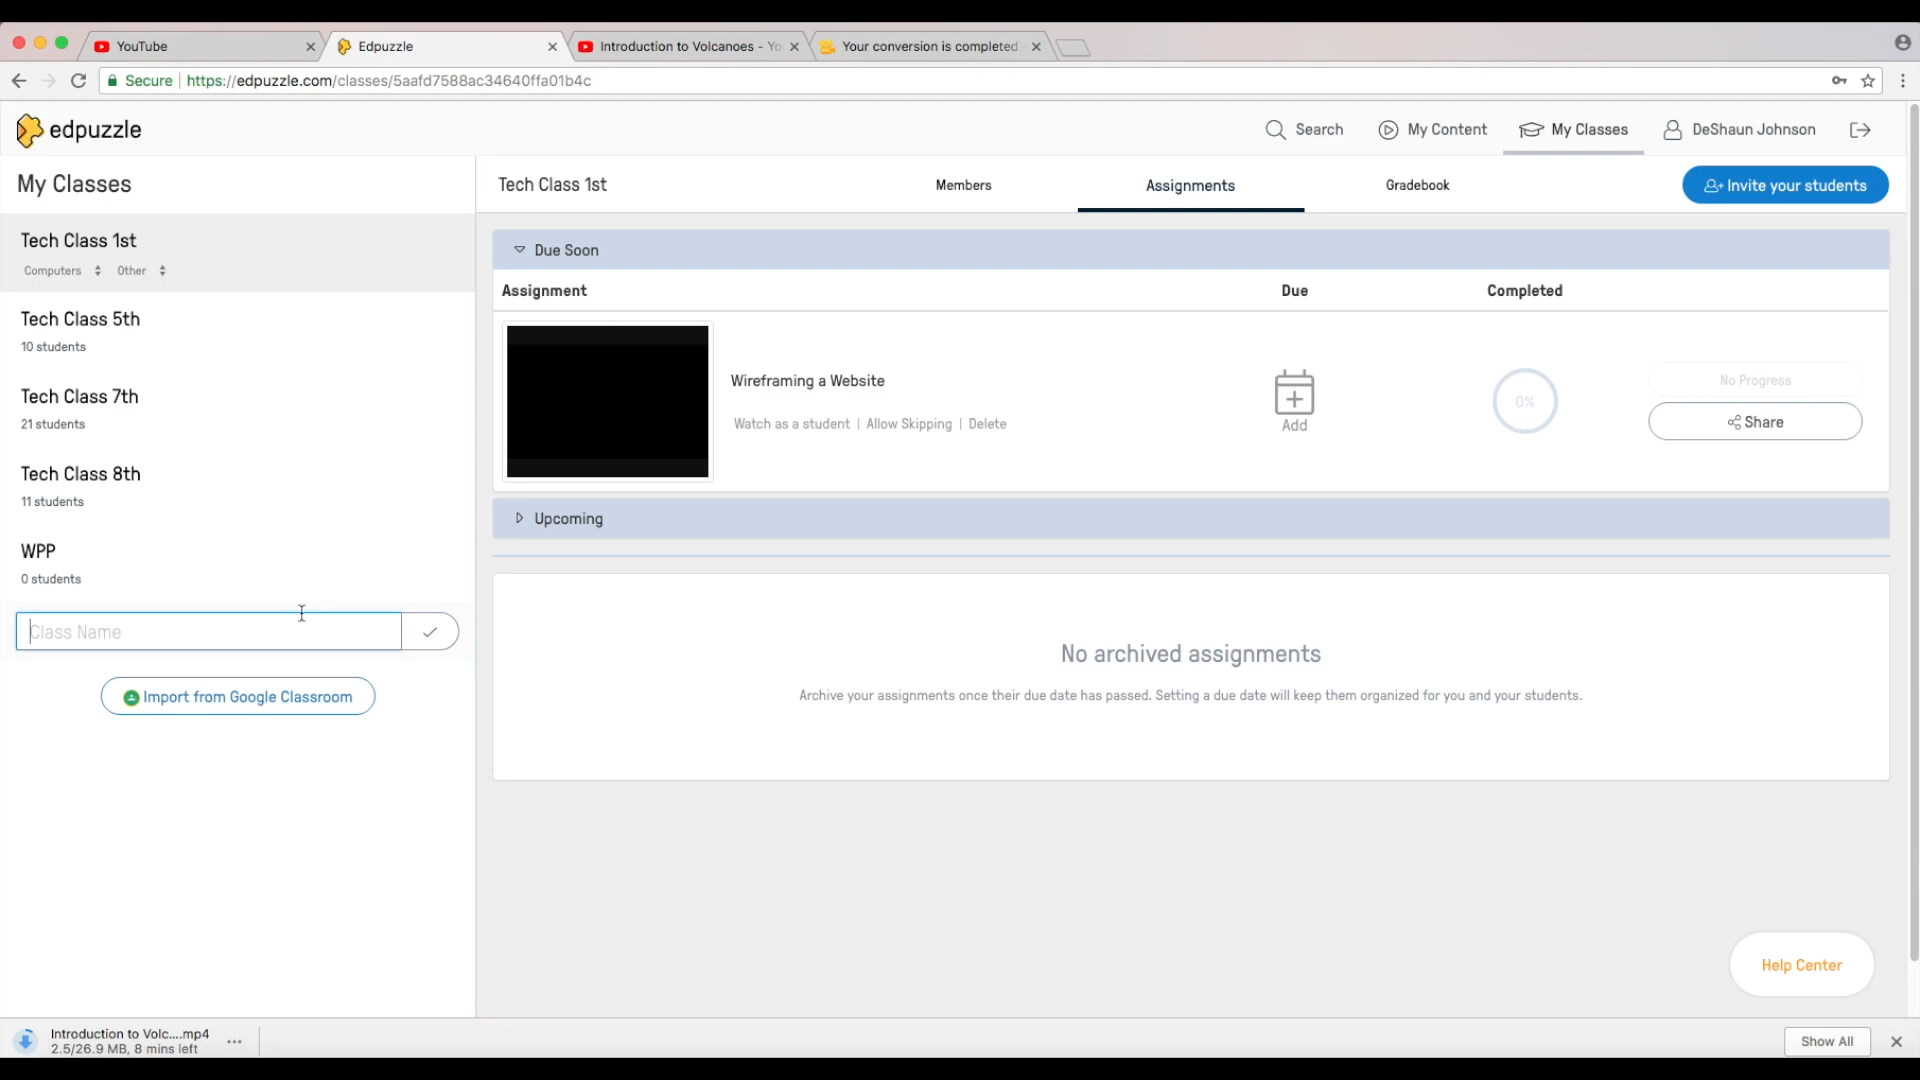 YouTube
Edpuzzle
Introduction to Volcanoes - Yo
Your conversion is completed
Secure
https://edpuzzle.com/classes/5aafd7588ac34640ffa01b4c
edpuzzle
Search
My Content
My Classes
DeShaun Johnson
My Classes
Tech Class 1st
Members
Assignments
Gradebook
Invite your students
Tech Class 1st
Computers
Other
Tech Class 5th
10 students
Tech Class 7th
21 students
Tech Class 8th
11 students
WPP
0 students
Class Name
Import from Google Classroom
Due Soon
Assignment
Due
Completed
Wireframing a Website
Watch as a student | Allow Skipping | Delete
Add
0%
No Progress
Share
Upcoming
No archived assignments
Archive your assignments once their due date has passed. Setting a due date will keep them organized for you and your students.
Help Center
Introduction to Volc....mp4
2.5/26.9 MB, 8 mins left
Show All